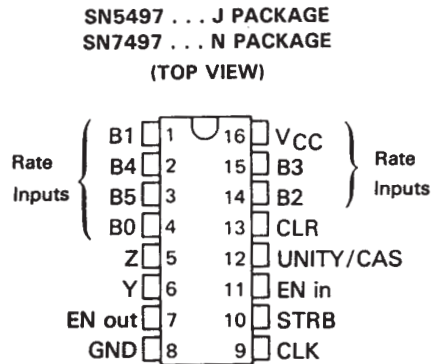 SN5497 . . . J PACKAGE
SN7497 . . . N PACKAGE
(TOP VIEW)
B1 1 16 VCC
Rate B4 2 15 B3 Rate
Inputs B5 3 14 B2 Inputs
B0 4 13 CLR
Z 5 12 UNITY/CAS
Y 6 11 EN in
EN out 7 10 STRB
GND 8 9 CLK